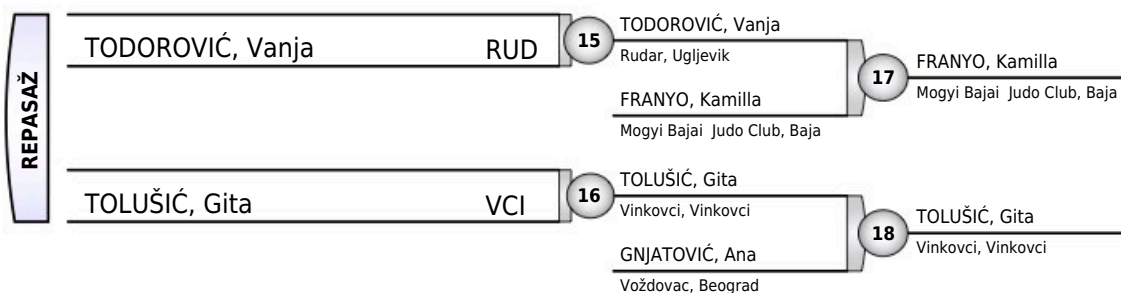 REPASAŽ
TODOROVIĆ, Vanja RUD
15
TODOROVIĆ, Vanja
Rudar, Ugljevik
FRANYO, Kamilla
Mogyi Bajai Judo Club, Baja
17
FRANYO, Kamilla
Mogyi Bajai Judo Club, Baja
TOLUŠIĆ, Gita VCI
16
TOLUŠIĆ, Gita
Vinkovci, Vinkovci
GNJATOVIĆ, Ana
Voždovac, Beograd
18
TOLUŠIĆ, Gita
Vinkovci, Vinkovci